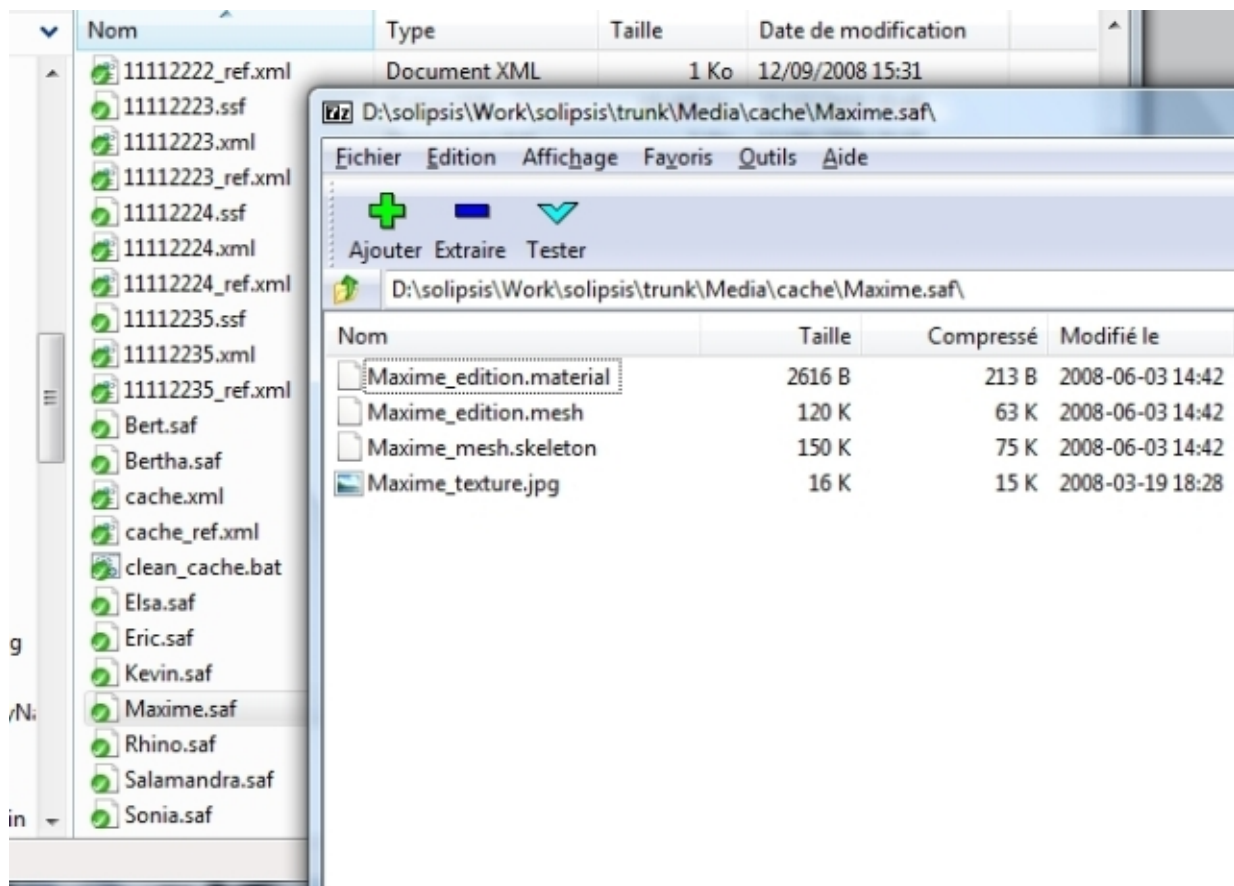 Nom Type Taille Date de modification
11112222_ref.xml Document XML 1 Ko 12/09/2008 15:31
11112223.ssf
11112223.xml
11112223_ref.xml
11112224.ssf
11112224.xml
11112224_ref.xml
11112235.ssf
11112235.xml
11112235_ref.xml
Bert.saf
Bertha.saf
cache.xml
cache_ref.xml
clean_cache.bat
Elsa.saf
Eric.saf
Kevin.saf
Maxime.saf
Rhino.saf
Salamandra.saf
Sonia.saf
g
in
7z D:\solipsis\Work\solipsis\trunk\Media\cache\Maxime.saf\
Fichier Edition Affichage Favoris Outils Aide
Ajouter Extraire Tester
D:\solipsis\Work\solipsis\trunk\Media\cache\Maxime.saf\
Nom Taille Compressé Modifié le
Maxime_edition.material 2616 B 213 B 2008-06-03 14:42
Maxime_edition.mesh 120 K 63 K 2008-06-03 14:42
Maxime_mesh.skeleton 150 K 75 K 2008-06-03 14:42
Maxime_texture.jpg 16 K 15 K 2008-03-19 18:28